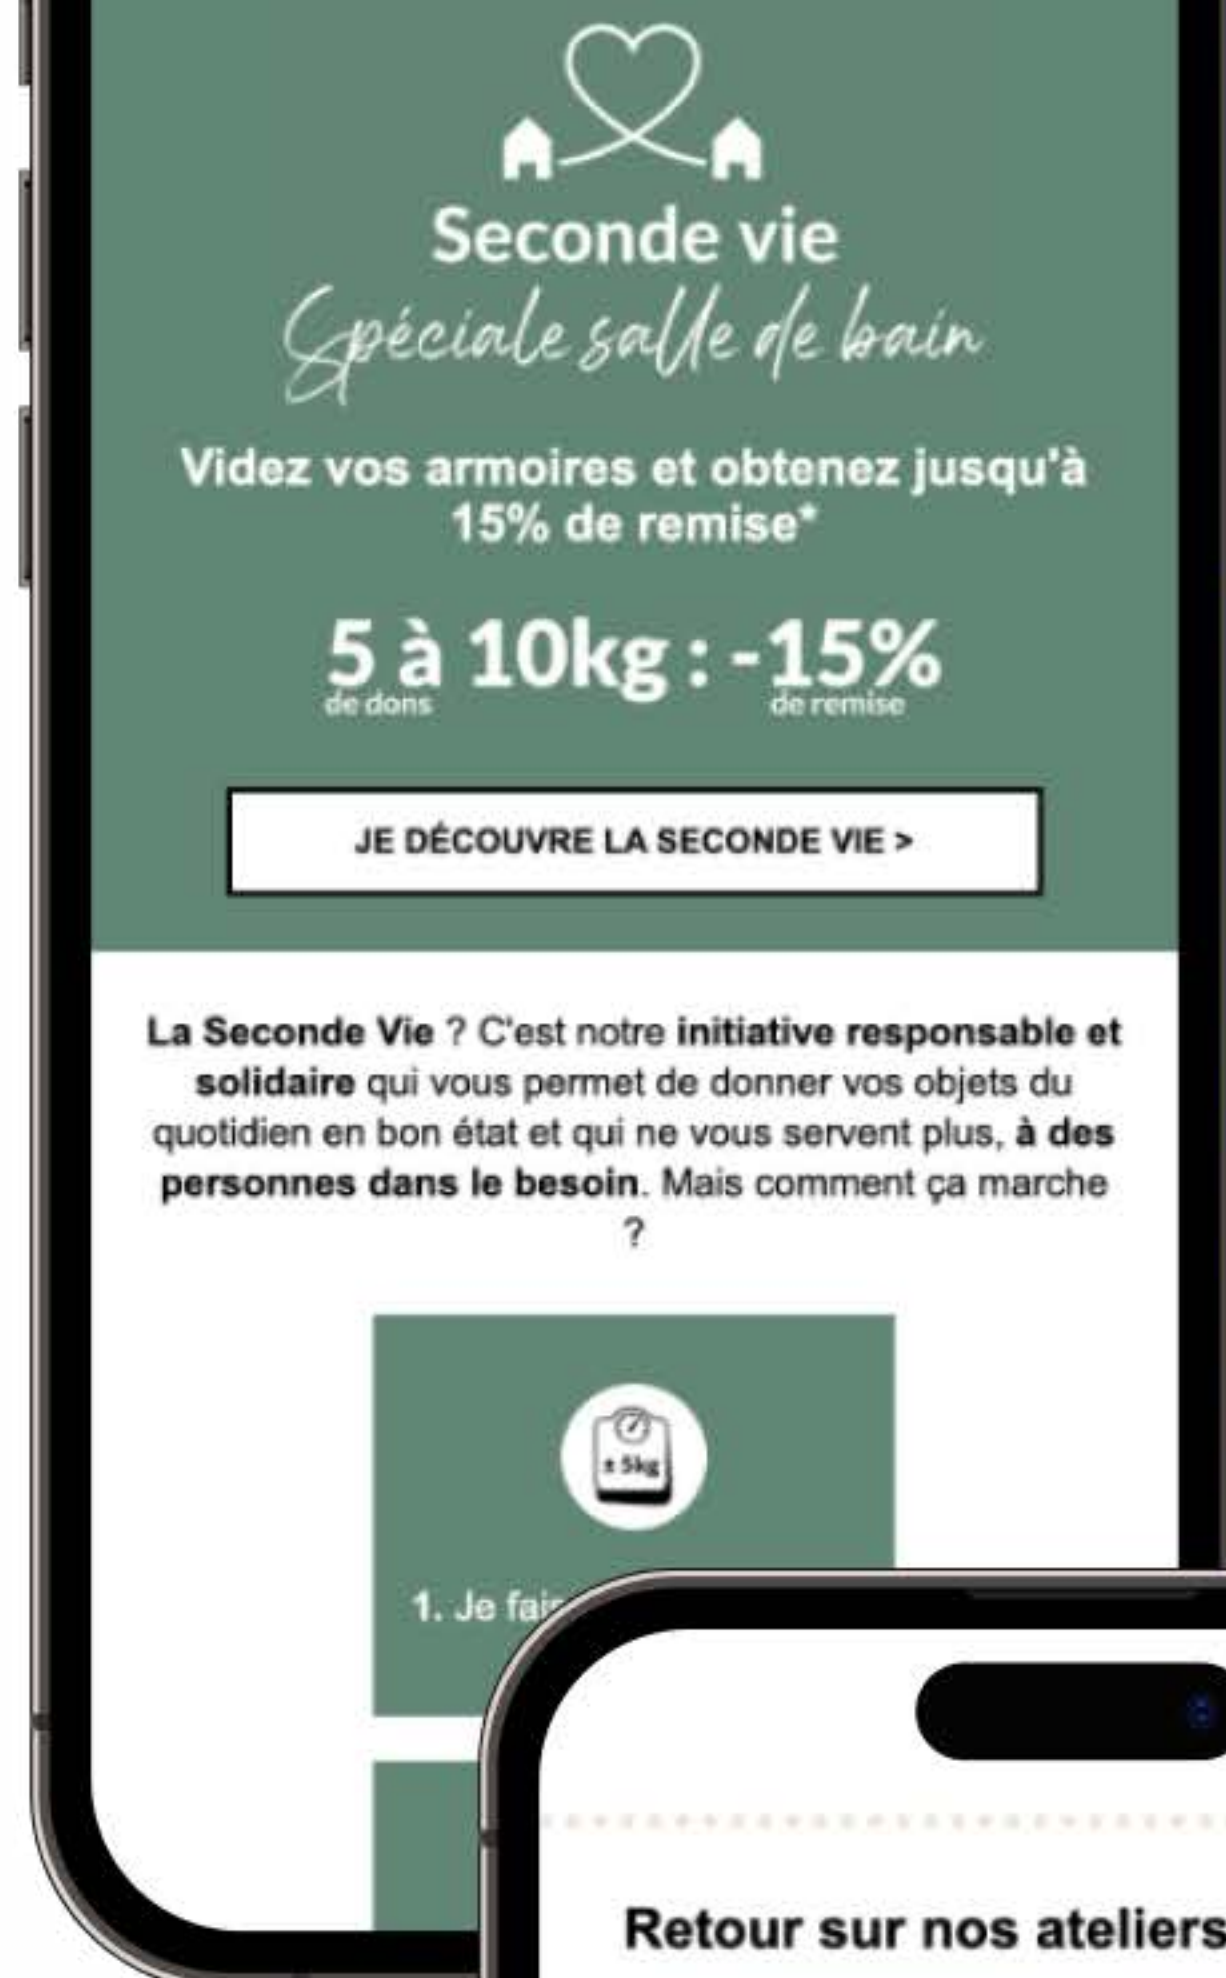 Seconde vie
Spéciale salle de bain
Videz vos armoires et obtenez jusqu'à
15% de remise*
5 à 10kg : -15%
de dons de remise
JE DÉCOUVRE LA SECONDE VIE >
La Seconde Vie ? C'est notre initiative responsable et
solidaire qui vous permet de donner vos objets du
quotidien en bon état et qui ne vous servent plus, à des
personnes dans le besoin. Mais comment ça marche
?
± 5kg
1. Je fais
Retour sur nos ateliers